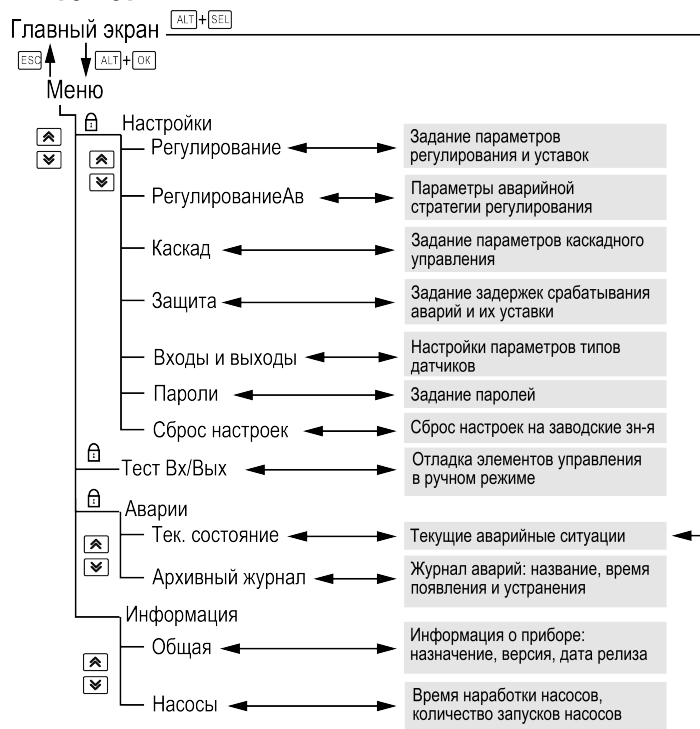 Главный экран ALT+SEL
ESC ALT+OK
Меню
Настройки
Регулирование
Задание параметров
регулирования и уставок
РегулированиеАв
Параметры аварийной
стратегии регулирования
Каскад
Задание параметров каскадного
управления
Защита
Задание задержек срабатывания
аварий и их уставки
Входы и выходы
Настройки параметров типов
датчиков
Пароли
Задание паролей
Сброс настроек
Сброс настроек на заводские зн-я
Тест Вх/Вых
Отладка элементов управления
в ручном режиме
Аварии
Тек. состояние
Текущие аварийные ситуации
Архивный журнал
Журнал аварий: название, время
появления и устранения
Информация
Общая
Информация о приборе:
назначение, версия, дата релиза
Насосы
Время наработки насосов,
количество запусков насосов